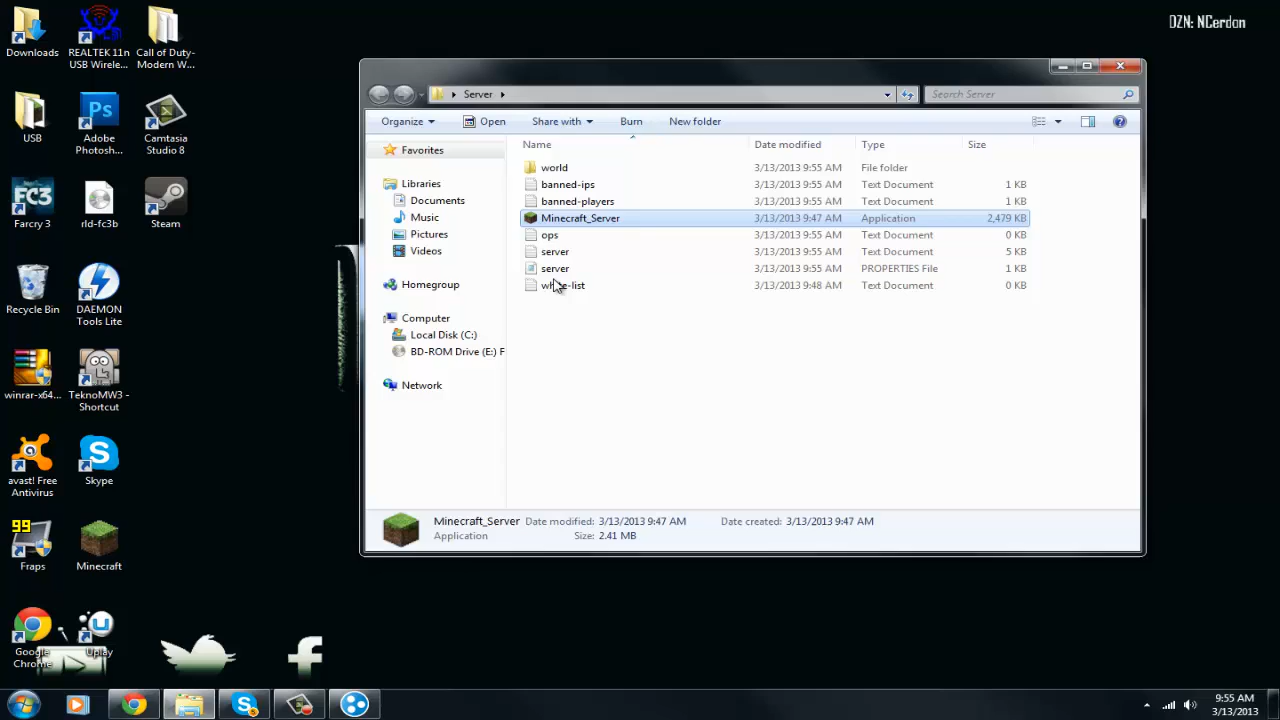 DZN: NCerdon
Downloads
REALTEK 11n USB Wirele...
Call of Duty- Modern W...
USB
Adobe Photosh...
Camtasia Studio 8
Farcry 3
rld-fc3b
Steam
Recycle Bin
DAEMON Tools Lite
winrar-x64...
TeknoMW3 - Shortcut
avast! Free Antivirus
Skype
99
Fraps
Minecraft
Google Chrome
Uplay
Server
Search Server
Organize
Open
Share with
Burn
New folder
Favorites
Libraries
Documents
Music
Pictures
Videos
Homegroup
Computer
Local Disk (C:)
BD-ROM Drive (E:) F
Network
Name Date modified Type Size
world 3/13/2013 9:55 AM File folder
banned-ips 3/13/2013 9:55 AM Text Document 1 KB
banned-players 3/13/2013 9:55 AM Text Document 1 KB
Minecraft_Server 3/13/2013 9:47 AM Application 2,479 KB
ops 3/13/2013 9:55 AM Text Document 0 KB
server 3/13/2013 9:55 AM Text Document 5 KB
server 3/13/2013 9:55 AM PROPERTIES File 1 KB
white-list 3/13/2013 9:48 AM Text Document 0 KB
Minecraft_Server Date modified: 3/13/2013 9:47 AM Date created: 3/13/2013 9:47 AM
Application Size: 2.41 MB
9:55 AM
3/13/2013